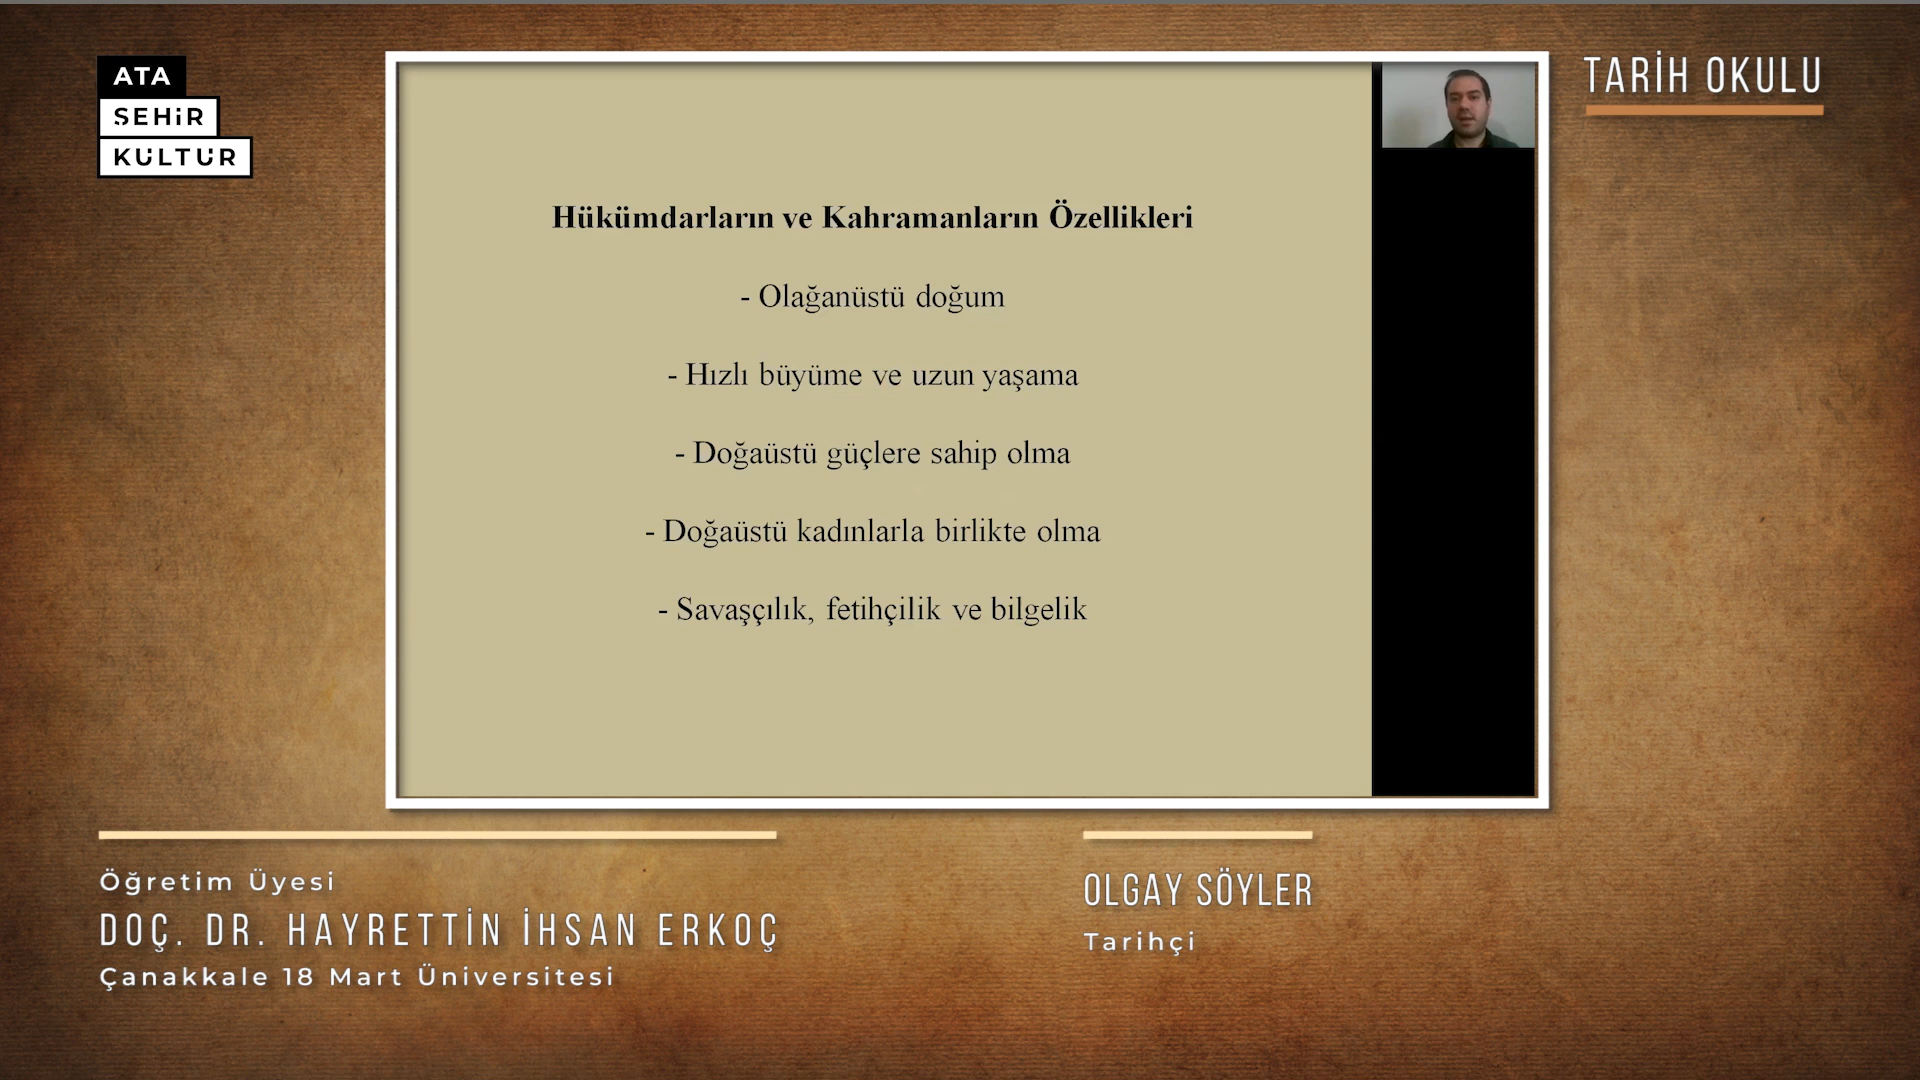 ATA
SEHiR
KÜLTÜR
TARİH OKULU
Hükümdarların ve Kahramanların Özellikleri
- Olağanüstü doğum
- Hızlı büyüme ve uzun yaşama
- Doğaüstü güçlere sahip olma
- Doğaüstü kadınlarla birlikte olma
- Savaşçılık, fetihçilik ve bilgelik
Öğretim Üyesi
DOÇ. DR. HAYRETTİN İHSAN ERKOÇ
Çanakkale 18 Mart Üniversitesi
OLGAY SÖYLER
Tarihçi